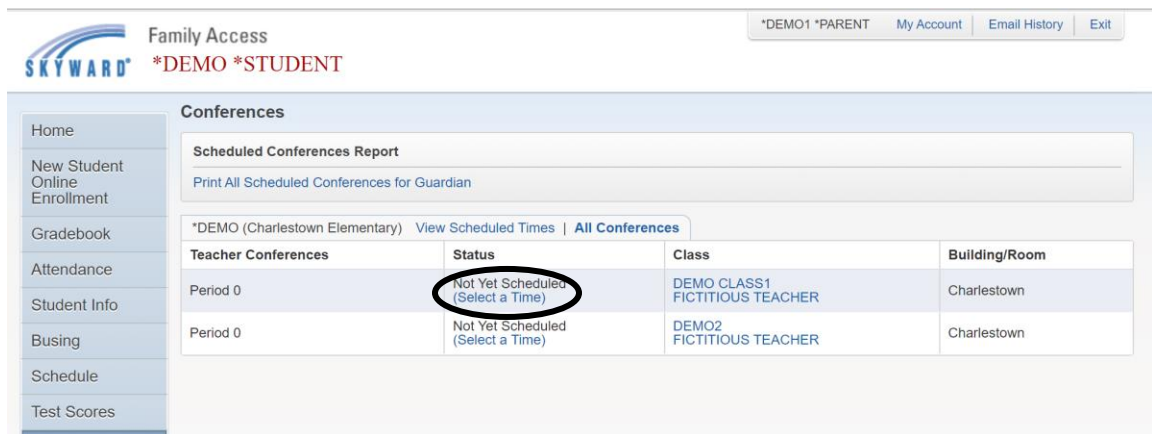 *DEMO1 *PARENT My Account Email History Exit
SKYWARD®
Family Access
*DEMO *STUDENT
Home
New Student
Online
Enrollment
Gradebook
Attendance
Student Info
Busing
Schedule
Test Scores
Conferences
Scheduled Conferences Report
Print All Scheduled Conferences for Guardian
*DEMO (Charlestown Elementary) View Scheduled Times | All Conferences
Teacher Conferences Status Class Building/Room
Period 0
Not Yet Scheduled
(Select a Time)
DEMO CLASS1
FICTITIOUS TEACHER
Charlestown
Period 0
Not Yet Scheduled
(Select a Time)
DEMO2
FICTITIOUS TEACHER
Charlestown